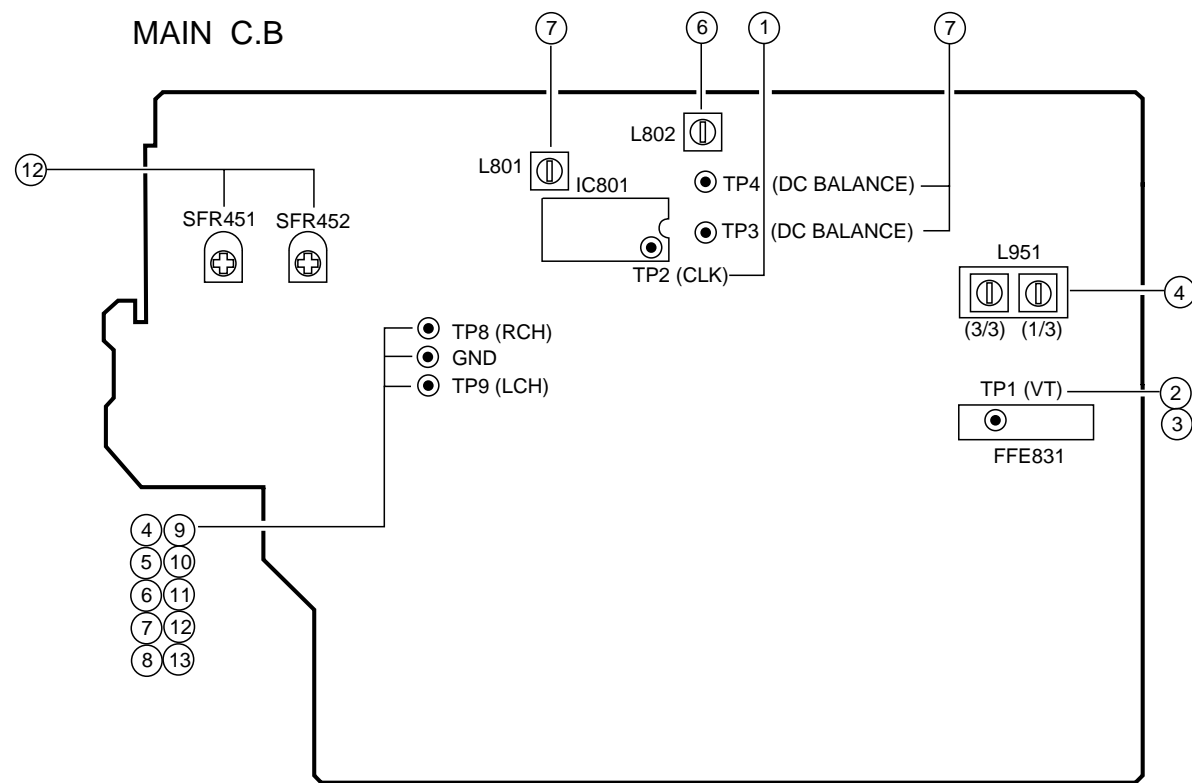 MAIN C.B
7 6 1 7
L802
L801
TP4 (DC BALANCE)
12
IC801
SFR451 SFR452
TP3 (DC BALANCE)
L951
TP2 (CLK)
4
(3/3) (1/3)
TP8 (RCH)
GND
TP9 (LCH)
TP1 (VT)
2
3
FFE831
4 9
5 10
6 11
7 12
8 13